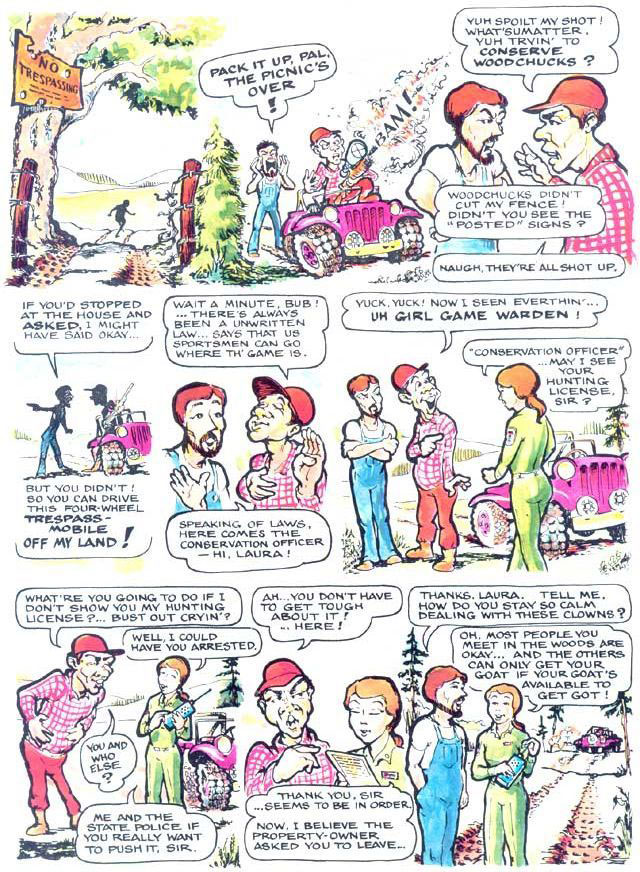 NO
TRESPASSING
PACK IT UP, PAL.
THE PICNIC'S
OVER
!
BAM!
YUH SPOILT MY SHOT!
WHAT'SUMATTER,
YUH TRYIN' TO
CONSERVE
WOODCHUCKS?
WOODCHUCKS DIDN'T
CUT MY FENCE!
DIDN'T YOU SEE THE
"POSTED" SIGNS?
NAUGH, THEY'RE ALL SHOT UP.
IF YOU'D STOPPED
AT THE HOUSE AND
ASKED, I MIGHT
HAVE SAID OKAY...
BUT YOU DIDN'T!
SO YOU CAN DRIVE
THIS FOUR-WHEEL
TRESPASS-
MOBILE
OFF MY LAND!
WAIT A MINUTE, BUB!
... THERE'S ALWAYS
BEEN A UNWRITTEN
LAW... SAYS THAT US
SPORTSMEN CAN GO
WHERE TH' GAME IS.
SPEAKING OF LAWS,
HERE COMES THE
CONSERVATION OFFICER
- HI, LAURA!
YUCK, YUCK! NOW I SEEN EVERTHIN'...
UH GIRL GAME WARDEN!
"CONSERVATION OFFICER"
...MAY I SEE
YOUR
HUNTING
LICENSE,
SIR?
WHAT'RE YOU GOING TO DO IF I
DON'T SHOW YOU MY HUNTING
LICENSE?... BUST OUT CRYIN'?
WELL, I COULD
HAVE YOU ARRESTED.
YOU AND
WHO
ELSE
?
ME AND THE
STATE POLICE IF
YOU REALLY WANT
TO PUSH IT, SIR.
AH...YOU DON'T HAVE
TO GET TOUGH
ABOUT IT!
... HERE!
THANK YOU, SIR
...SEEMS TO BE IN ORDER.
NOW, I BELIEVE THE
PROPERTY-OWNER
ASKED YOU TO LEAVE...
THANKS, LAURA. TELL ME,
HOW DO YOU STAY SO CALM
DEALING WITH THESE CLOWNS?
OH, MOST PEOPLE YOU
MEET IN THE WOODS ARE
OKAY... AND THE OTHERS
CAN ONLY GET YOUR
GOAT IF YOUR GOAT'S
AVAILABLE TO
GET GOT!